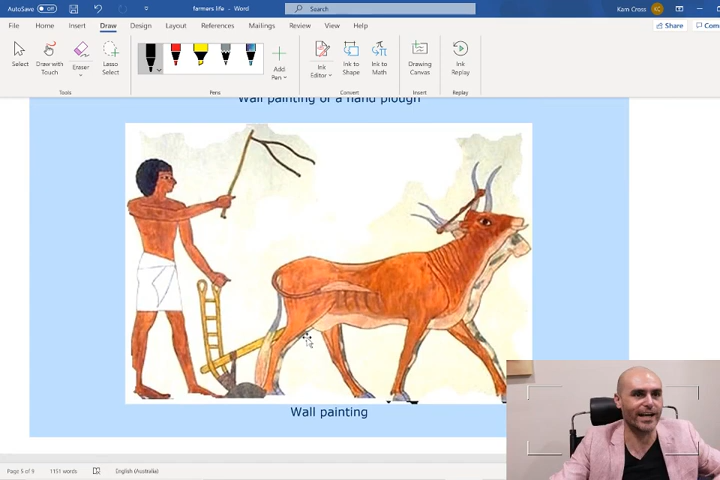 AutoSave Off farmers life - Word Search Kam Cross KC
File Home Insert Draw Design Layout References Mailings Review View Help Share Com
Select Draw with Touch Eraser Lasso Select Add Pen Ink Editor Ink to Shape Ink to Math Drawing Canvas Ink Replay
Tools Pens Convert Insert Replay
Wall painting of a hand plough
Wall painting
Page 5 of 9 1151 words English (Australia)